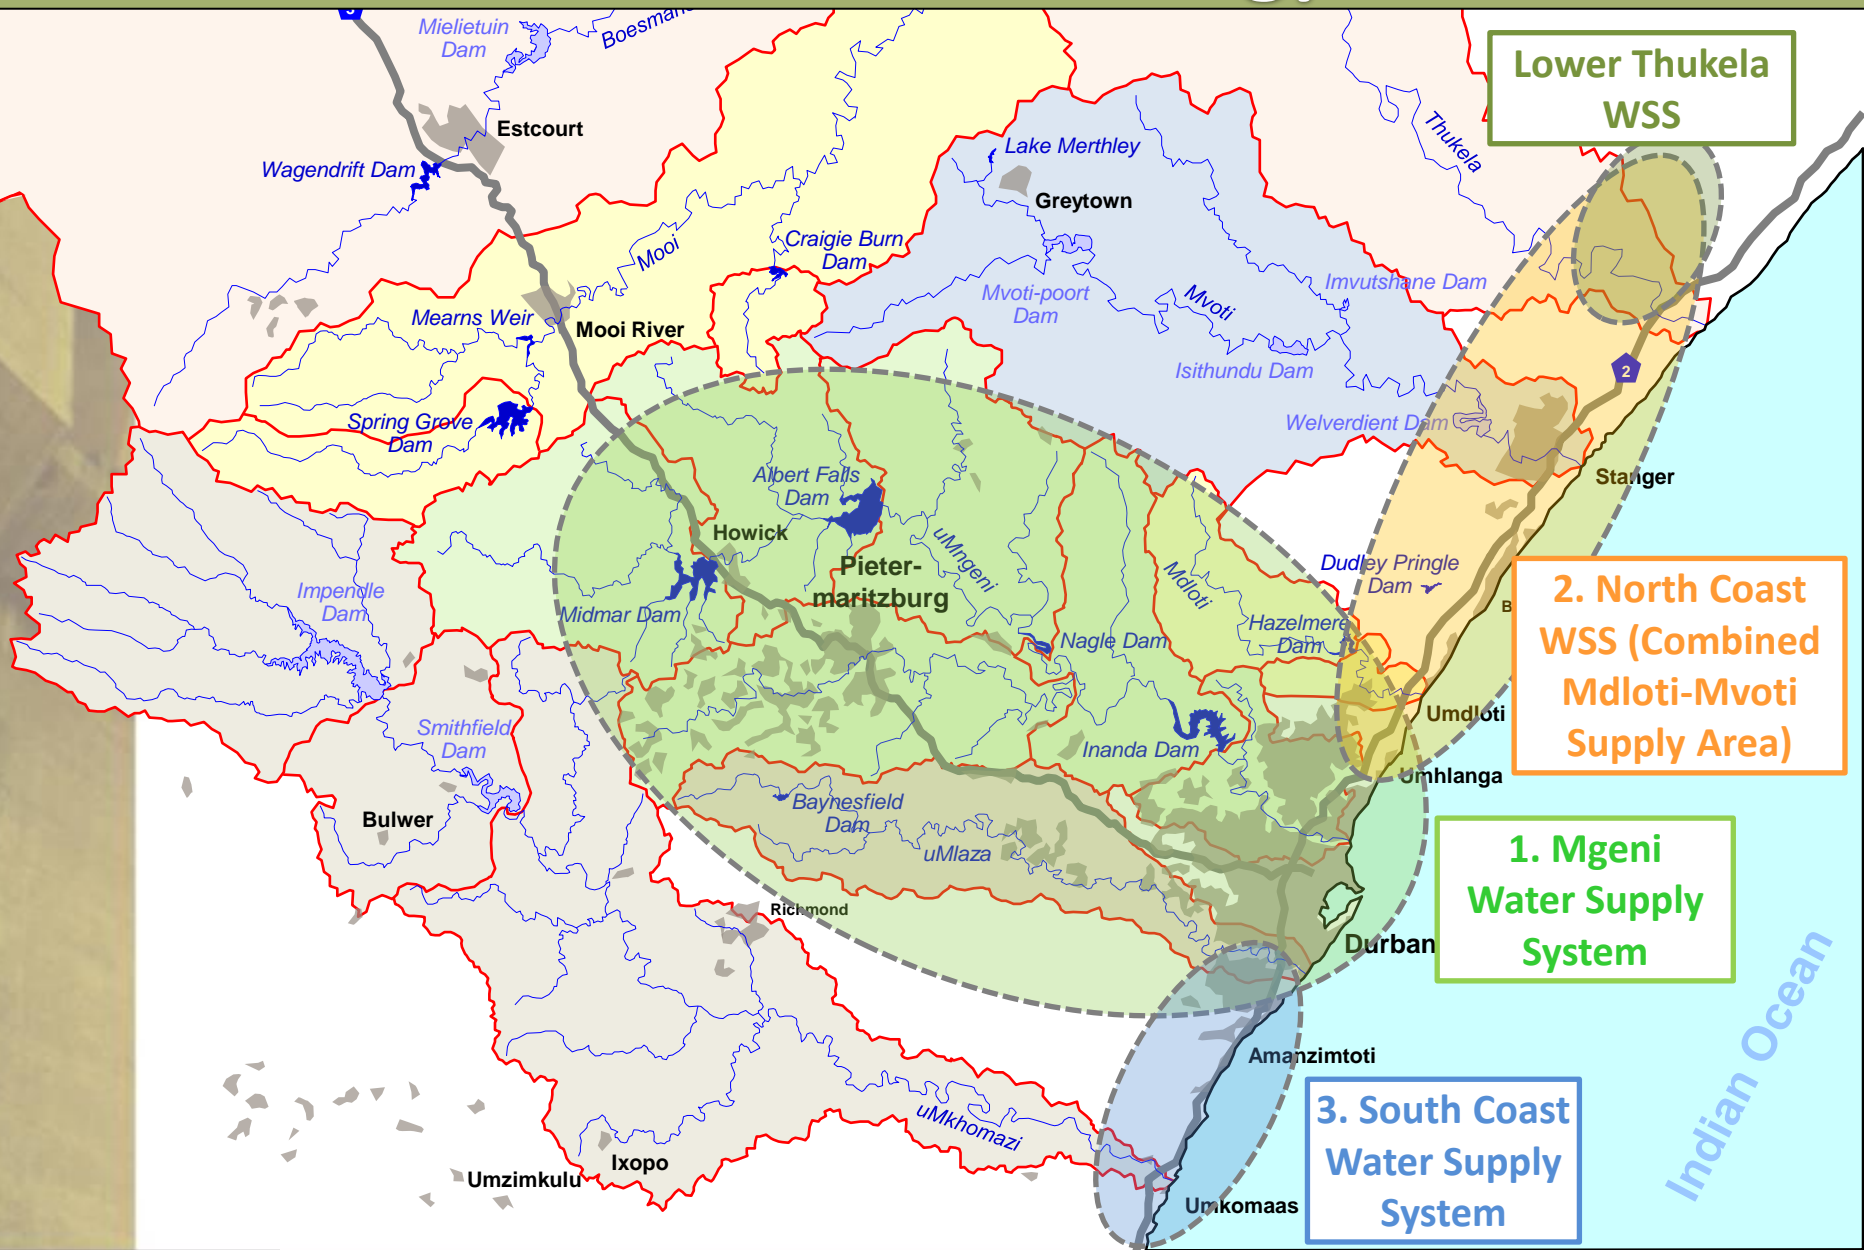 Mielietuin
Dam
Boesmans
Lower Thukela
WSS
Estcourt
Thukela
Wagendrift Dam
Lake Merthley
Greytown
Craigie Burn
Dam
Mooi
Imvutshane Dam
Mvoti-poort
Dam
Mvoti
Mearns Weir
Mooi River
Isithundu Dam
2
Spring Grove
Dam
Welverdient Dam
Stanger
Albert Falls
Dam
Howick
uMngeni
Pieter-
maritzburg
Mdloti
Dudley Pringle
Dam
Impendle
Dam
Midmar Dam
Nagle Dam
Hazelmere
Dam
B
2. North Coast
WSS (Combined
Mdloti-Mvoti
Supply Area)
Smithfield
Dam
Inanda Dam
Umdloti
Umhlanga
Bulwer
Baynesfield
Dam
uMlaza
1. Mgeni
Water Supply
System
Richmond
Durban
Indian Ocean
Amanzimtoti
uMkhomazi
3. South Coast
Water Supply
System
Ixopo
Umzimkulu
Umkomaas